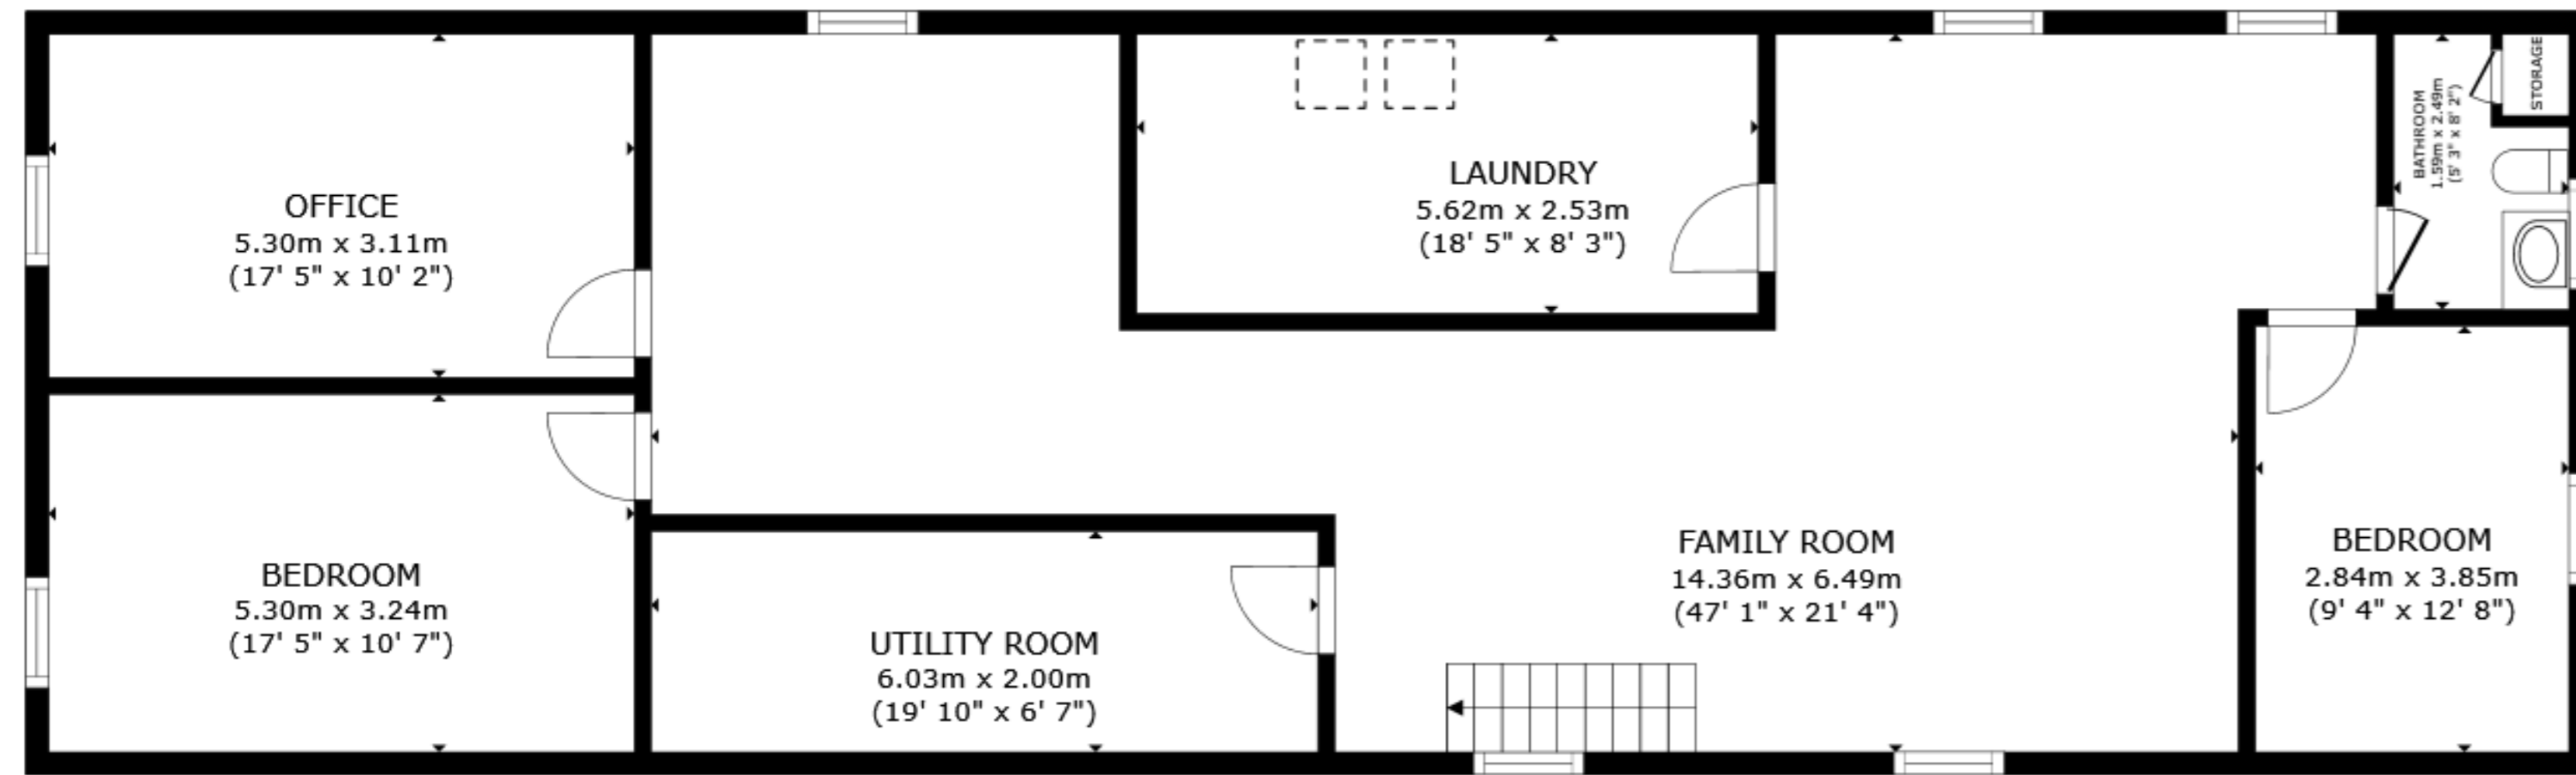 OFFICE
5.30m x 3.11m
(17' 5" x 10' 2")
LAUNDRY
5.62m x 2.53m
(18' 5" x 8' 3")
BATHROOM
1.59m x 2.49m
(5' 3" x 8' 2")
STORAGE
BEDROOM
5.30m x 3.24m
(17' 5" x 10' 7")
UTILITY ROOM
6.03m x 2.00m
(19' 10" x 6' 7")
FAMILY ROOM
14.36m x 6.49m
(47' 1" x 21' 4")
BEDROOM
2.84m x 3.85m
(9' 4" x 12' 8")